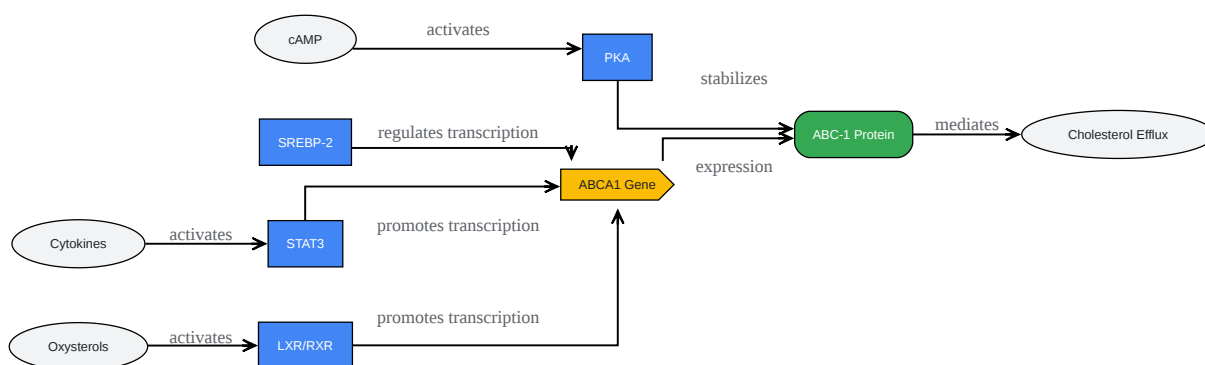 cAMP
activates
PKA
stabilizes
SREBP-2
regulates transcription
ABC-1 Protein
mediates
Cholesterol Efflux
expression
ABCA1 Gene
Cytokines
activates
STAT3
promotes transcription
Oxysterols
activates
LXR/RXR
promotes transcription